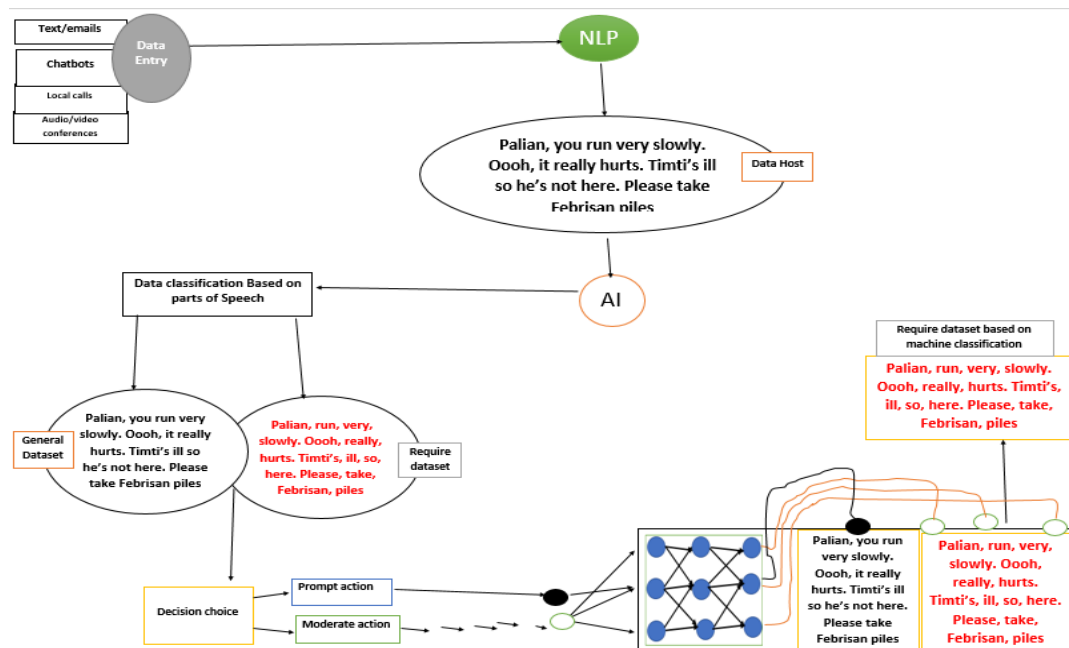 Text/emails
Chatbots
Local calls
Audio/video
conferences
Data
Entry
NLP
Palian, you run very slowly.
Oooh, it really hurts. Timti's ill
so he's not here. Please take
Febrisan piles
Data Host
AI
Data classification Based on
parts of Speech
General
Dataset
Palian, you run very
slowly. Oooh, it really
hurts. Timti's ill so
he's not here. Please
take Febrisan piles
Palian, run, very,
slowly. Oooh, really,
hurts. Timti's, ill, so,
here. Please, take,
Febrisan, piles
Require
dataset
Require dataset based on
machine classification
Palian, run, very, slowly.
Oooh, really, hurts. Timti's,
ill, so, here. Please, take,
Febrisan, piles
Decision choice
Prompt action
Moderate action
Palian, you run
very slowly.
Oooh, it really
hurts. Timti's ill
so he's not here.
Please take
Febrisan piles
Palian, run, very,
slowly. Oooh,
really, hurts.
Timti's, ill, so, here.
Please, take,
Febrisan, piles